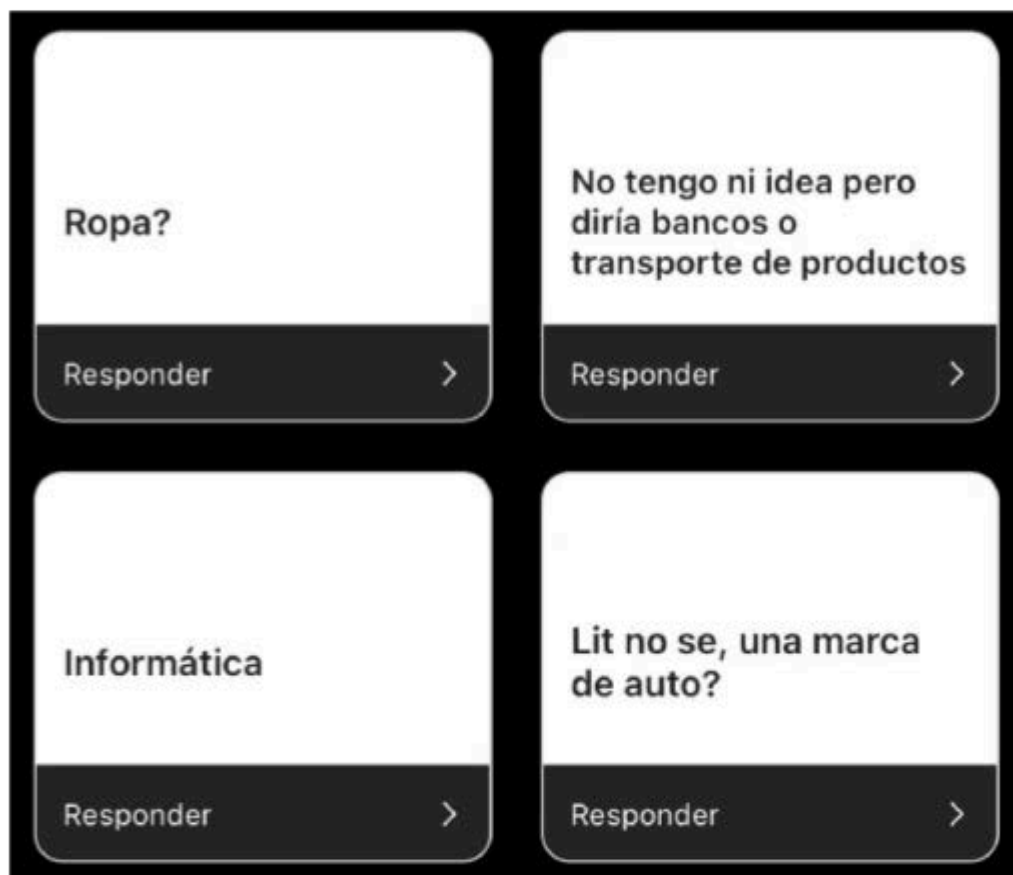 Ropa?
Responder
No tengo ni idea pero
diría bancos o
transporte de productos
Responder
Informática
Responder
Lit no se, una marca
de auto?
Responder